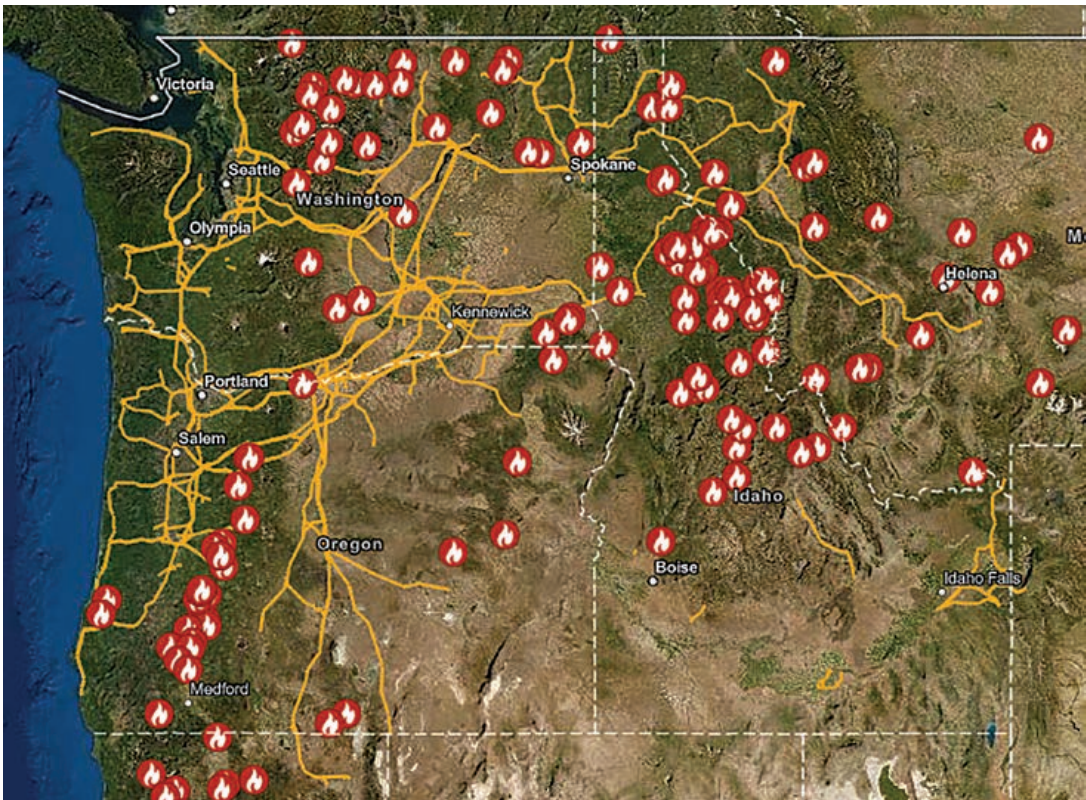 Victoria
Spokane
Seattle
Washington
Olympia
M
Helena
Kennewick
Portland
Salem
Idaho
Oregon
Boise
Idaho Falls
Medford